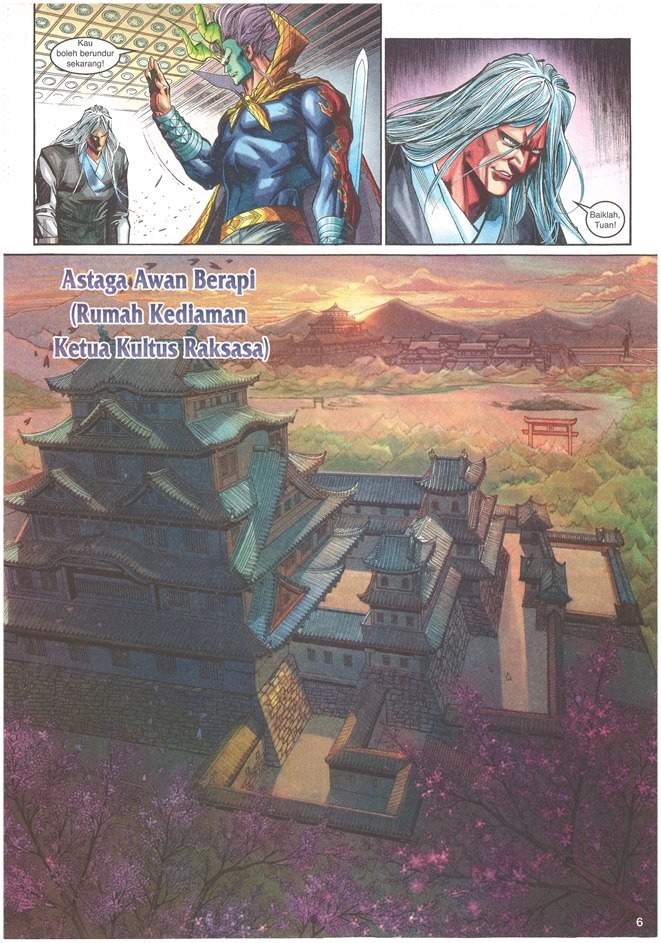 Kau
boleh berundur
sekarang!
Baiklah,
Tuan!
Astaga Awan Berapi
(Rumah Kediaman
Ketua Kultus Raksasa)
6